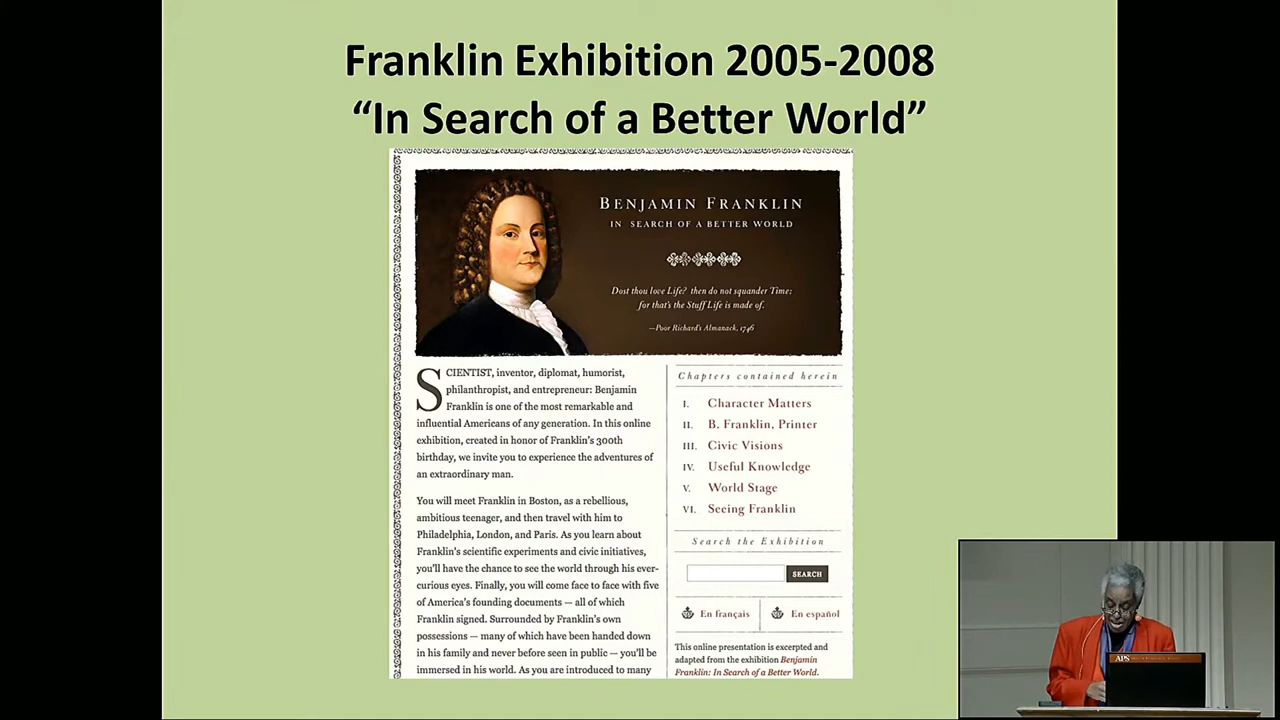 Franklin Exhibition 2005-2008
“In Search of a Better World”
BENJAMIN FRANKLIN
IN SEARCH OF A BETTER WORLD
Dost thou love Life? then do not squander Time:
for that's the Stuff Life is made of.
—Poor Richard's Almanack, 1746
SCIENTIST, inventor, diplomat, humorist,
philanthropist, and entrepreneur: Benjamin
Franklin is one of the most remarkable and
influential Americans of any generation. In this online
exhibition, created in honor of Franklin's 300th
birthday, we invite you to experience the adventures of
an extraordinary man.
You will meet Franklin in Boston, as a rebellious,
ambitious teenager, and then travel with him to
Philadelphia, London, and Paris. As you learn about
Franklin's scientific experiments and civic initiatives,
you'll have the chance to see the world through his ever-
curious eyes. Finally, you will come face to face with five
of America's founding documents — all of which
Franklin signed. Surrounded by Franklin's own
possessions — many of which have been handed down
in his family and never before seen in public — you'll be
immersed in his world. As you are introduced to many
Chapters contained herein
I. Character Matters
II. B. Franklin, Printer
III. Civic Visions
IV. Useful Knowledge
V. World Stage
VI. Seeing Franklin
Search the Exhibition
SEARCH
En français
En español
This online presentation is excerpted and
adapted from the exhibition Benjamin
Franklin: In Search of a Better World.
APS